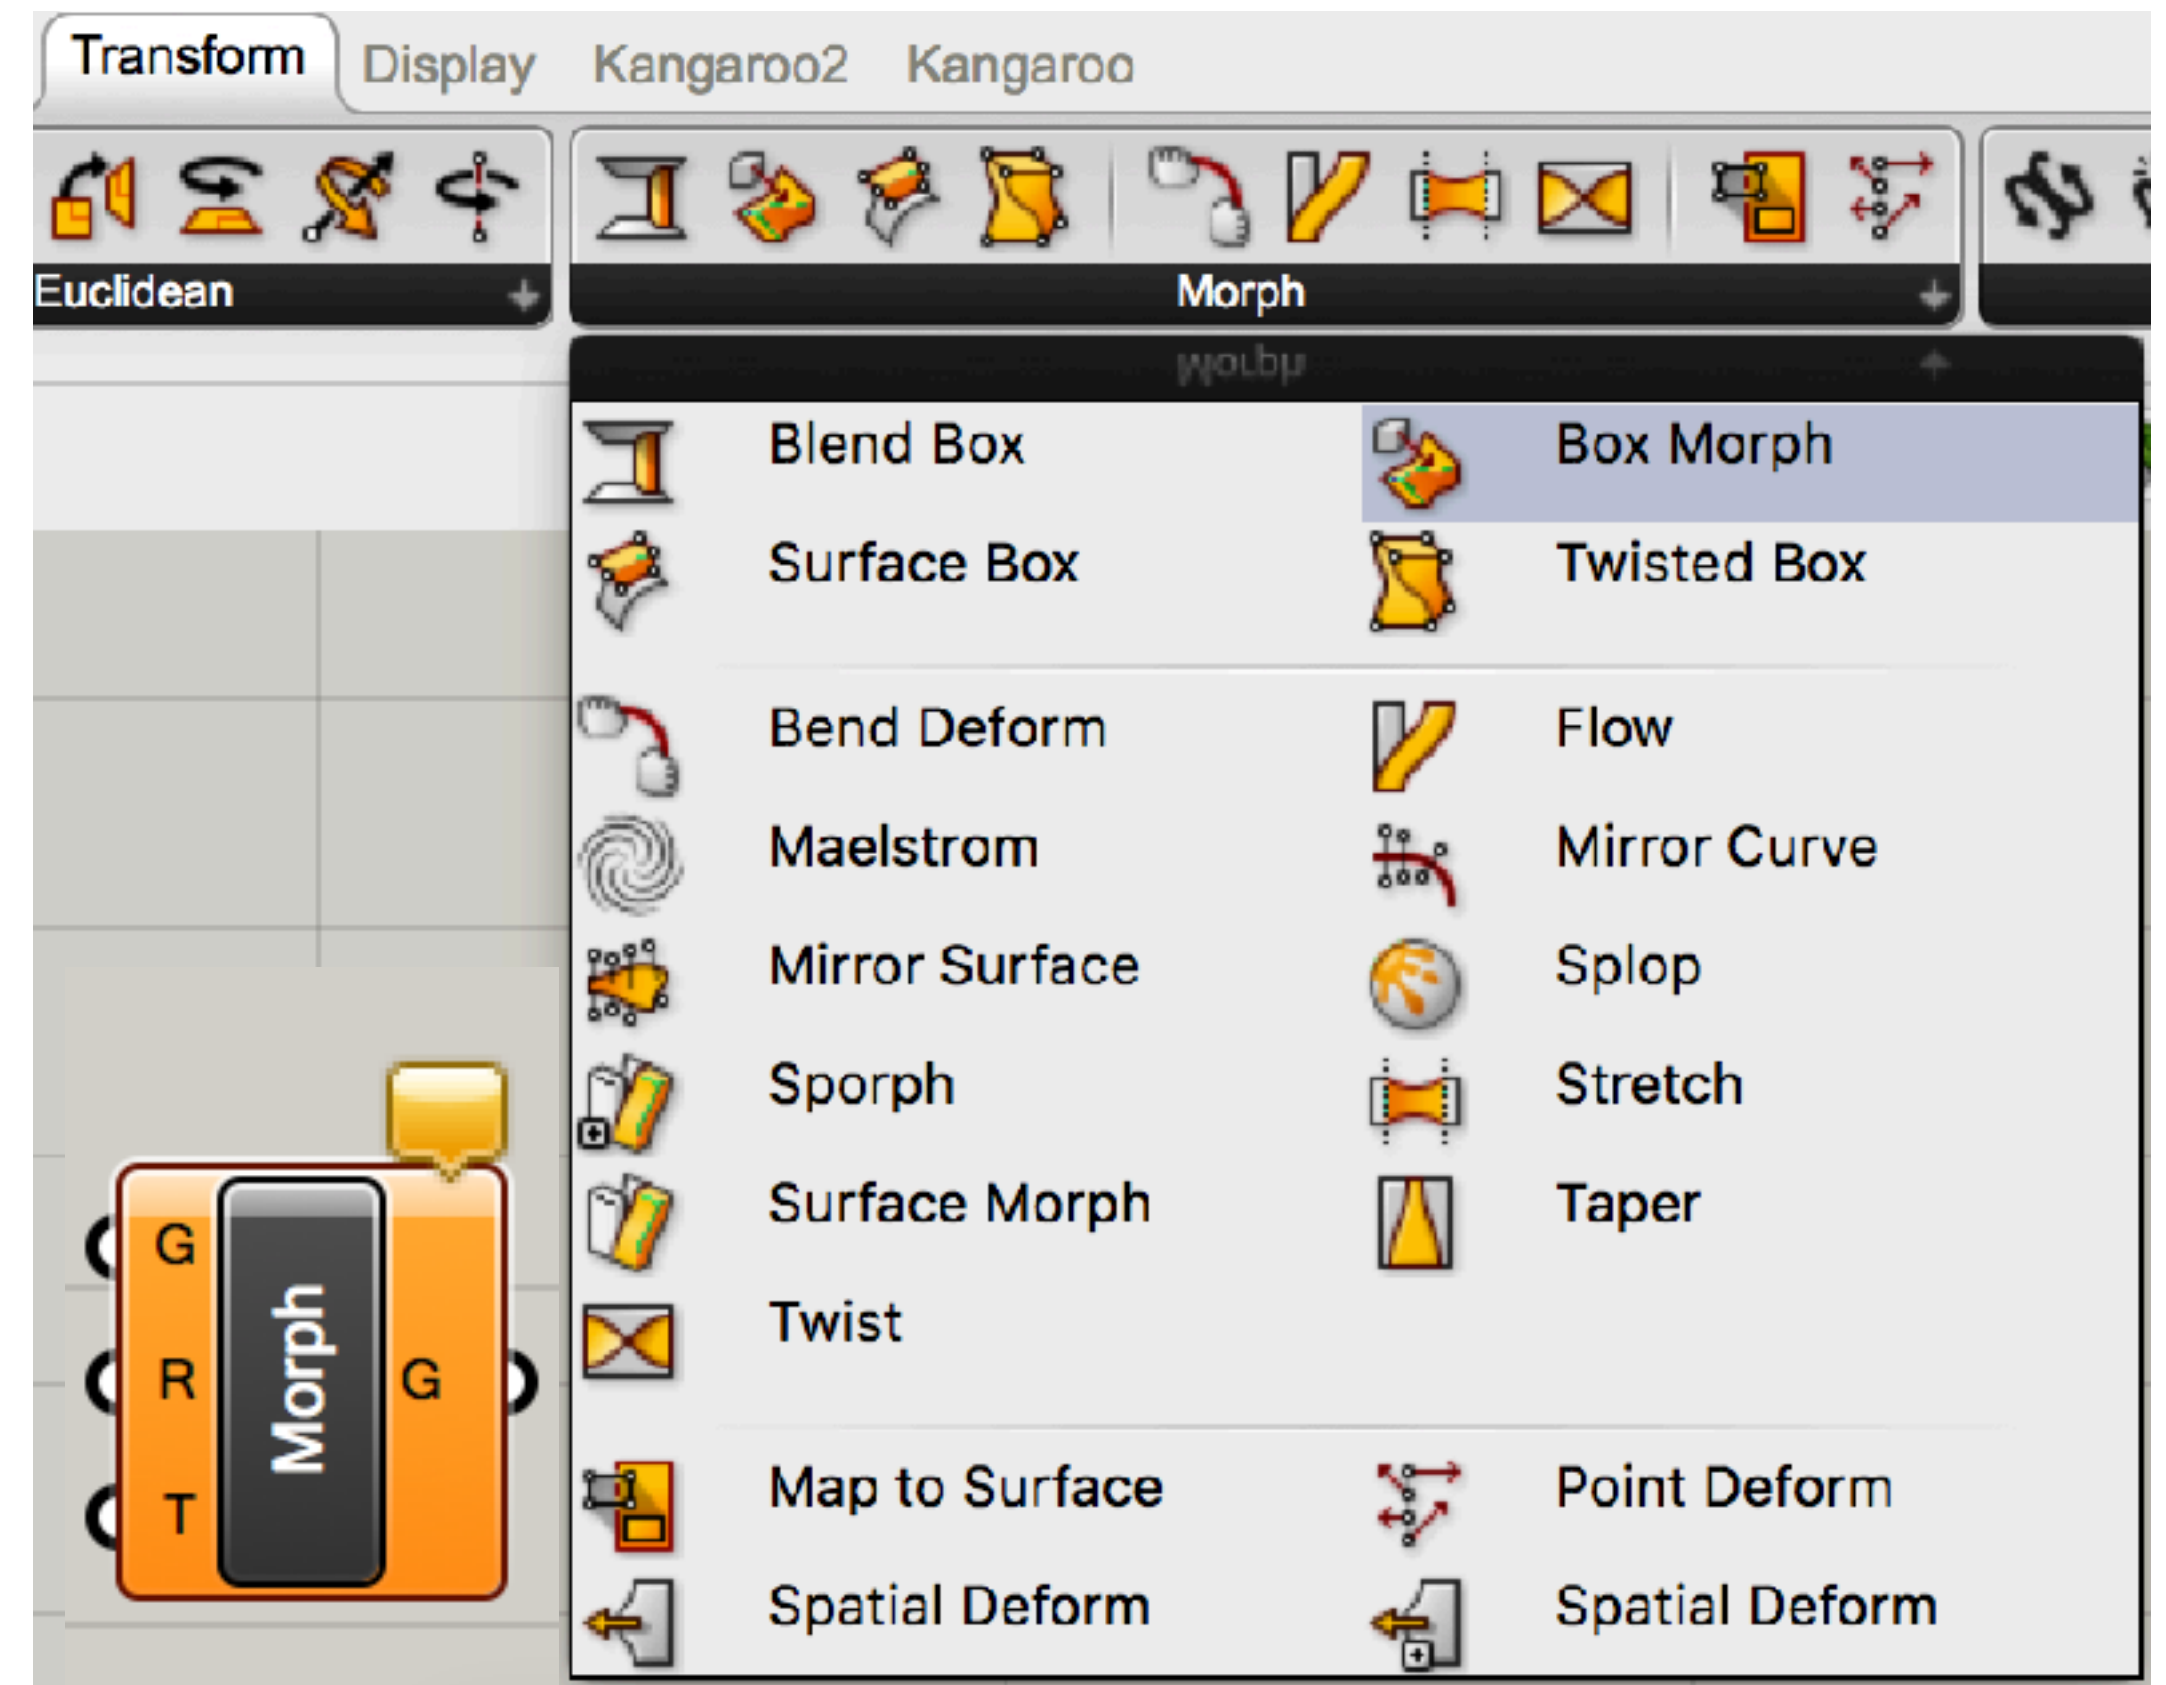 Transform Display Kangaroo2 Kangaroo
Euclidean Morph
Morph
Blend Box Box Morph
Surface Box Twisted Box
Bend Deform Flow
Maelstrom Mirror Curve
Mirror Surface Splop
Sporph Stretch
Surface Morph Taper
Twist
Map to Surface Point Deform
Spatial Deform Spatial Deform
G
R
T
Morph
G